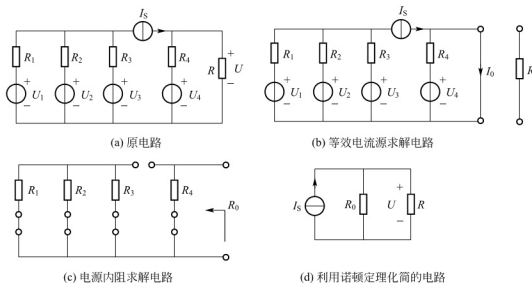 I_S
R_1 R_2 R_3 R_4 R + U −
+ U_1 − + U_2 − + U_3 − + U_4 −
(a) 原电路
I_S
R_1 R_2 R_3 R_4 I_0 R
+ U_1 − + U_2 − + U_3 − + U_4 −
(b) 等效电流源求解电路
R_1 R_2 R_3 R_4 R_0
(c) 电源内阻求解电路
I_S R_0 + U − R
(d) 利用诺顿定理化简的电路